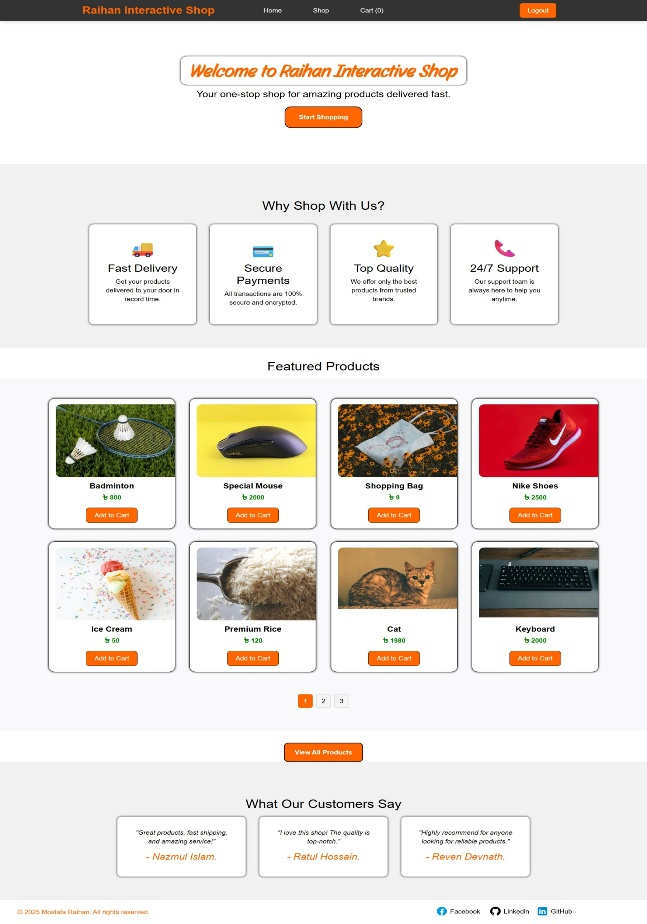 Raihan Interactive Shop
Home Shop Cart (0)
Logout
Welcome to Raihan Interactive Shop
Your one-stop shop for amazing products delivered fast.
Start Shopping
Why Shop With Us?
Fast Delivery
Get your products
delivered to your door in
record time.
Secure
Payments
All transactions are 100%
secure and encrypted.
Top Quality
We offer only the best
products from trusted
brands.
24/7 Support
Our support team is
always here to help you
anytime.
Featured Products
Badminton
৳ 800
Add to Cart
Special Mouse
৳ 2000
Add to Cart
Shopping Bag
৳ 9
Add to Cart
Nike Shoes
৳ 2500
Add to Cart
Ice Cream
৳ 50
Add to Cart
Premium Rice
৳ 120
Add to Cart
Cat
৳ 1980
Add to Cart
Keyboard
৳ 2000
Add to Cart
1 2 3
View All Products
What Our Customers Say
"Great products, fast shipping,
and amazing service!"
- Nazmul Islam.
"I love this shop! The quality is
top-notch."
- Ratul Hossain.
"Highly recommend for anyone
looking for reliable products."
- Reven Devnath.
© 2025 Mostafa Raihan. All rights reserved.
Facebook Linkedin GitHub